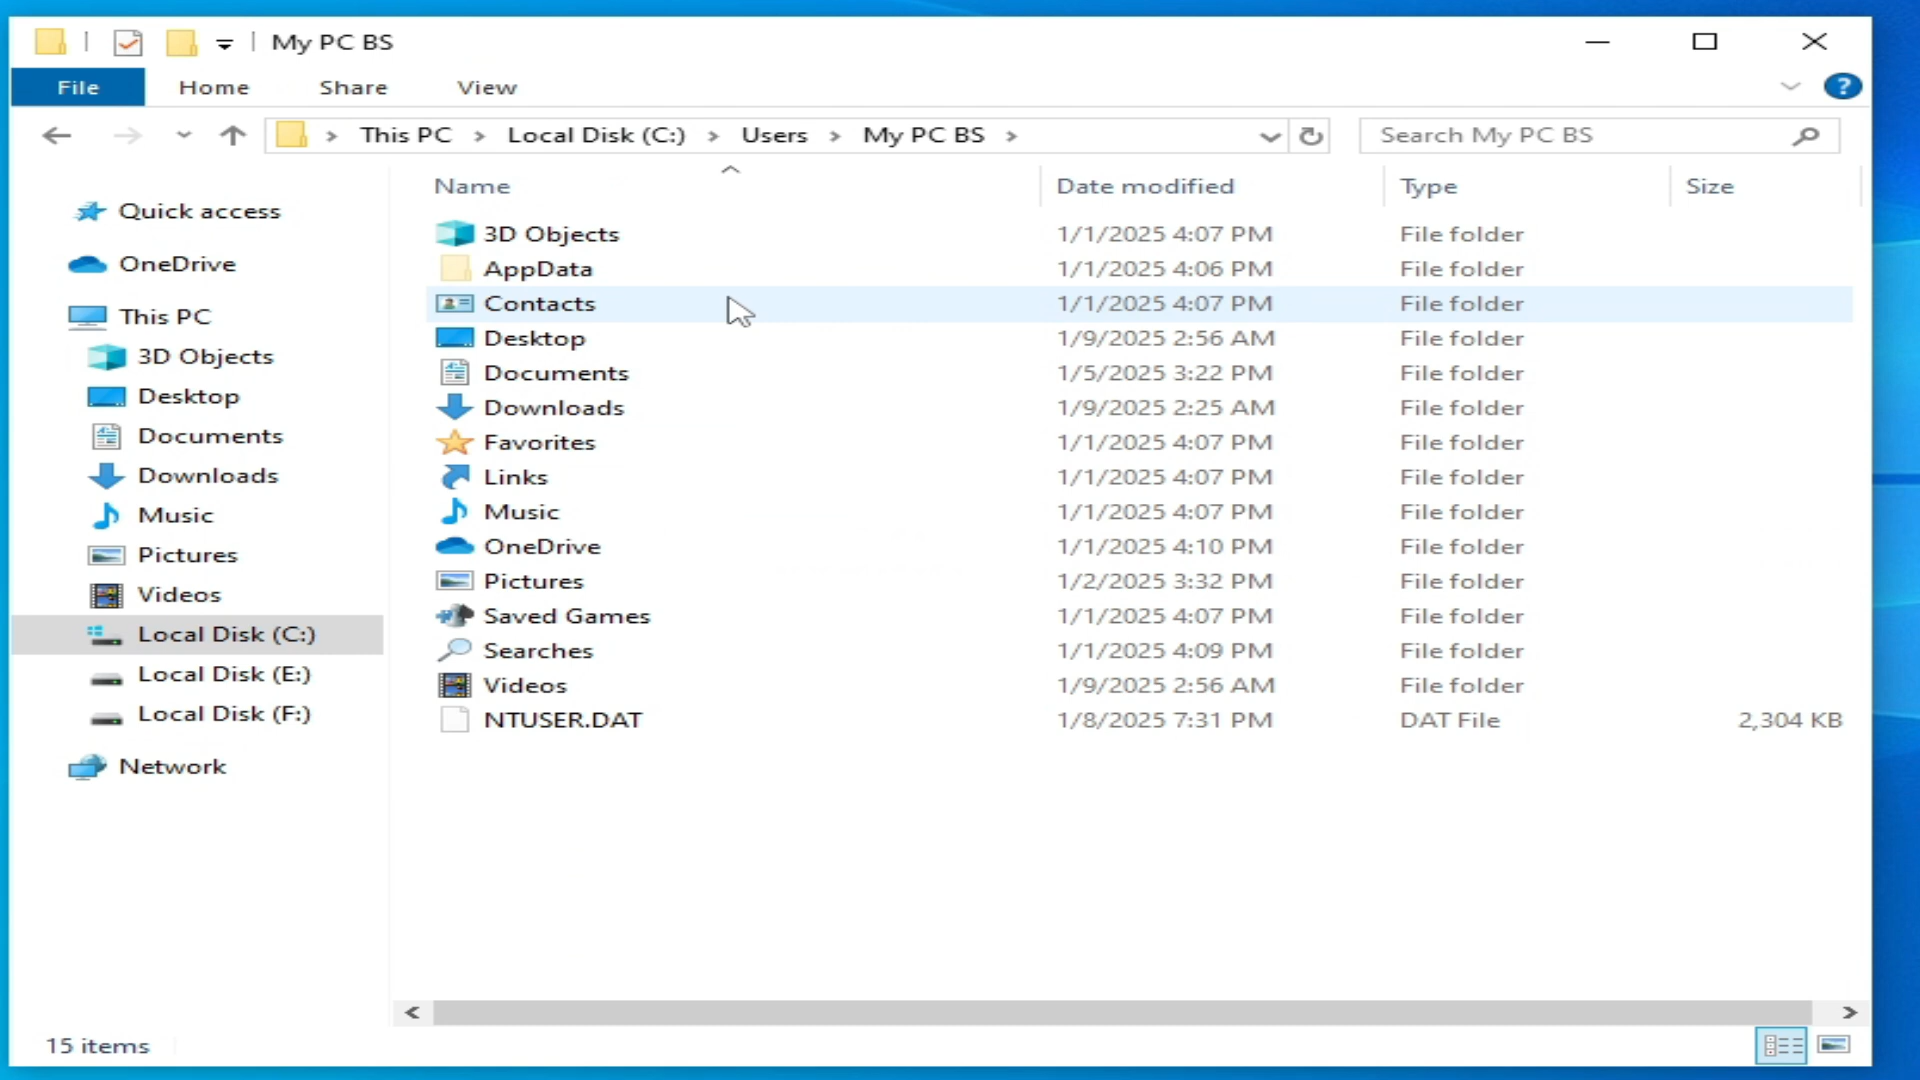 My PC BS
File Home Share View
This PC Local Disk (C:) Users My PC BS Search My PC BS
Name Date modified Type Size
Quick access
OneDrive
This PC
3D Objects
Desktop
Documents
Downloads
Music
Pictures
Videos
Local Disk (C:)
Local Disk (E:)
Local Disk (F:)
Network
3D Objects 1/1/2025 4:07 PM File folder
AppData 1/1/2025 4:06 PM File folder
Contacts 1/1/2025 4:07 PM File folder
Desktop 1/9/2025 2:56 AM File folder
Documents 1/5/2025 3:22 PM File folder
Downloads 1/9/2025 2:25 AM File folder
Favorites 1/1/2025 4:07 PM File folder
Links 1/1/2025 4:07 PM File folder
Music 1/1/2025 4:07 PM File folder
OneDrive 1/1/2025 4:10 PM File folder
Pictures 1/2/2025 3:32 PM File folder
Saved Games 1/1/2025 4:07 PM File folder
Searches 1/1/2025 4:09 PM File folder
Videos 1/9/2025 2:56 AM File folder
NTUSER.DAT 1/8/2025 7:31 PM DAT File 2,304 KB
15 items